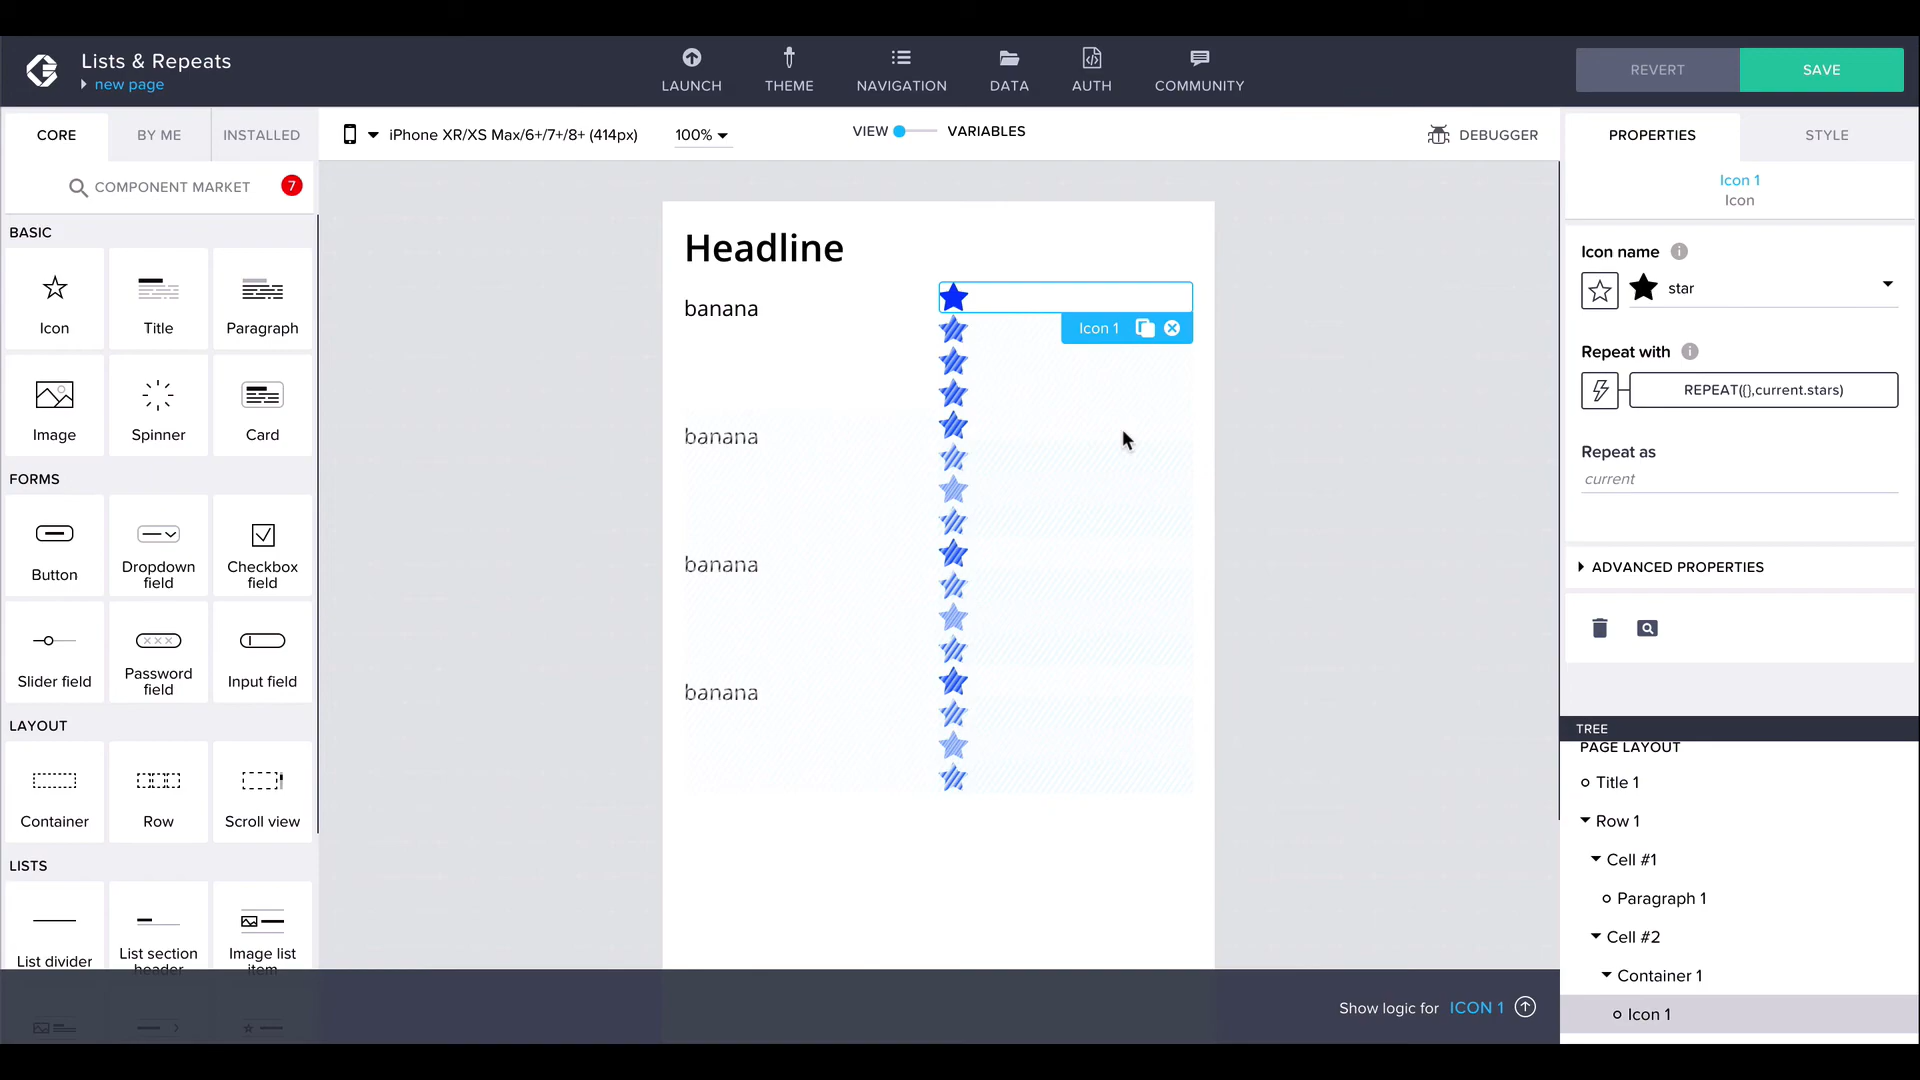 Lists & Repeats
new page
LAUNCH
THEME
NAVIGATION
DATA
AUTH
COMMUNITY
REVERT
SAVE
CORE
BY ME
INSTALLED
iPhone XR/XS Max/6+/7+/8+ (414px)
100%
VIEW
VARIABLES
DEBUGGER
PROPERTIES
STYLE
COMPONENT MARKET
7
Icon 1
Icon
BASIC
Icon
Title
Paragraph
Image
Spinner
Card
FORMS
Button
Dropdown field
Checkbox field
Slider field
Password field
Input field
LAYOUT
Container
Row
Scroll view
LISTS
List divider
List section header
Image list item
Headline
banana
Icon 1
banana
banana
banana
Show logic for ICON 1
Icon name
star
Repeat with
REPEAT({},current.stars)
Repeat as
current
ADVANCED PROPERTIES
TREE
PAGE LAYOUT
Title 1
Row 1
Cell #1
Paragraph 1
Cell #2
Container 1
Icon 1